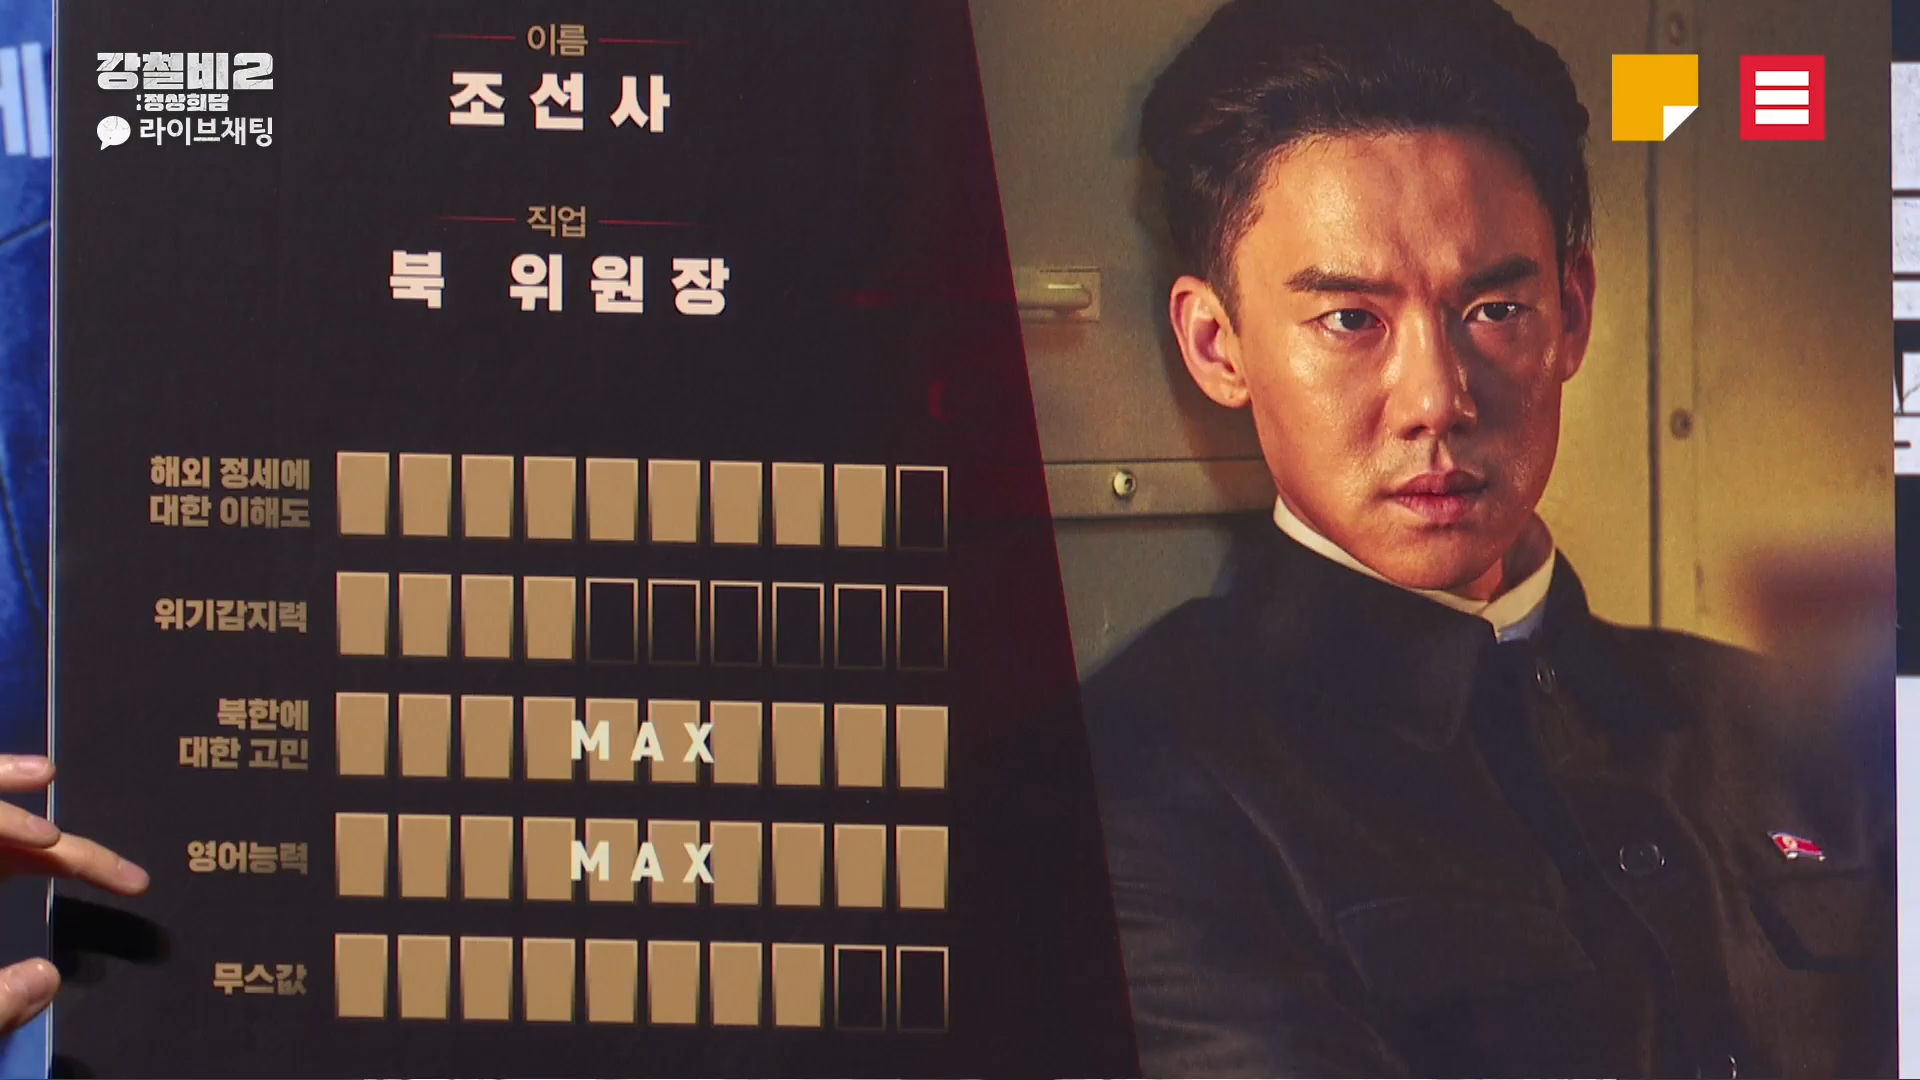 강철비2
:정상회담
라이브채팅
이름
조선사
직업
북 위원장
해외 정세에
대한 이해도
위기감지력
북한에
대한 고민
MAX
영어능력
MAX
무스값